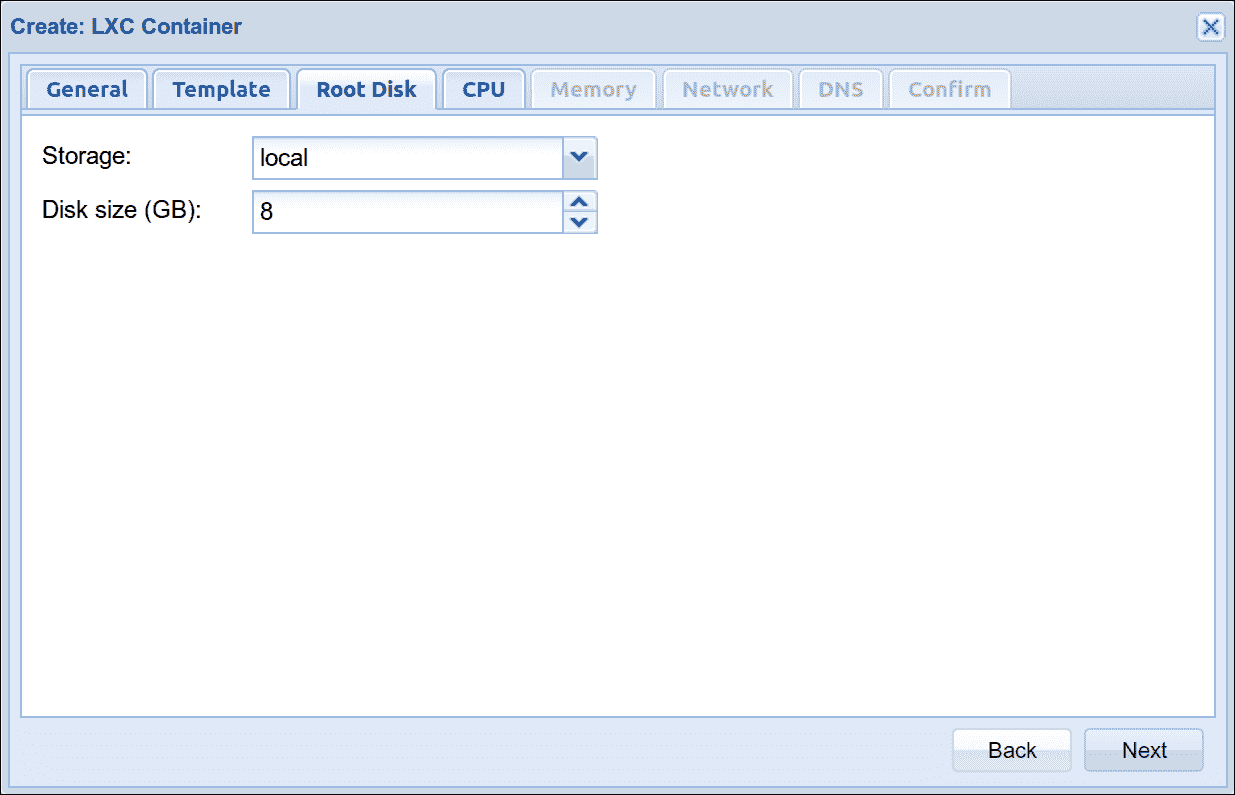 Create: LXC Container
General Template Root Disk CPU Memory Network DNS Confirm
Storage: local
Disk size (GB): 8
Back Next